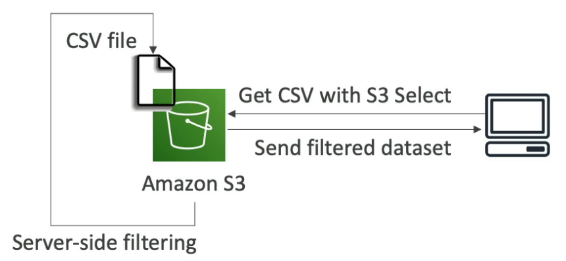 CSV file
Get CSV with S3 Select
Send filtered dataset
Amazon S3
Server-side filtering